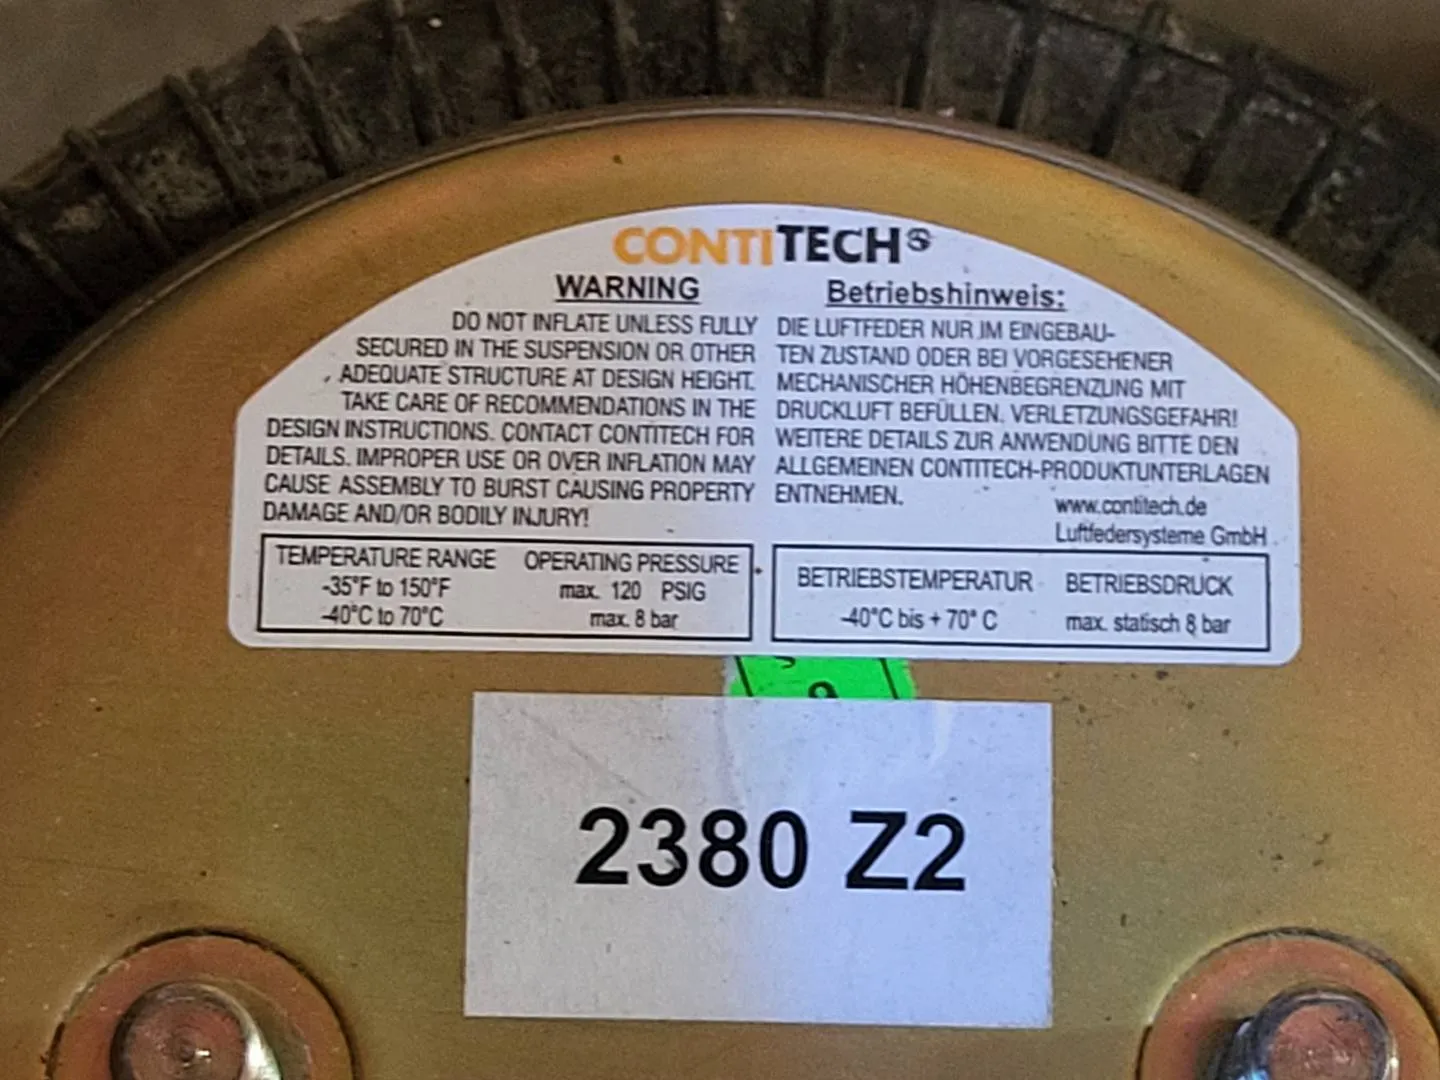 CONTITECH
WARNING
DO NOT INFLATE UNLESS FULLY
SECURED IN THE SUSPENSION OR OTHER
ADEQUATE STRUCTURE AT DESIGN HEIGHT.
TAKE CARE OF RECOMMENDATIONS IN THE
DESIGN INSTRUCTIONS. CONTACT CONTITECH FOR
DETAILS. IMPROPER USE OR OVER INFLATION MAY
CAUSE ASSEMBLY TO BURST CAUSING PROPERTY
DAMAGE AND/OR BODILY INJURY!
TEMPERATURE RANGE OPERATING PRESSURE
-35°F to 150°F max. 120 PSIG
-40°C to 70°C max. 8 bar
Betriebshinweis:
DIE LUFTFEDER NUR IM EINGEBAU-
TEN ZUSTAND ODER BEI VORGESEHENER
MECHANISCHER HÖHENBEGRENZUNG MIT
DRUCKLUFT BEFÜLLEN. VERLETZUNGSGEFAHR!
WEITERE DETAILS ZUR ANWENDUNG BITTE DEN
ALLGEMEINEN CONTITECH-PRODUKTUNTERLAGEN
ENTNEHMEN.
www.contitech.de
Luftfedersysteme GmbH
BETRIEBSTEMPERATUR BETRIEBSDRUCK
-40°C bis + 70° C max. statisch 8 bar
2380 Z2